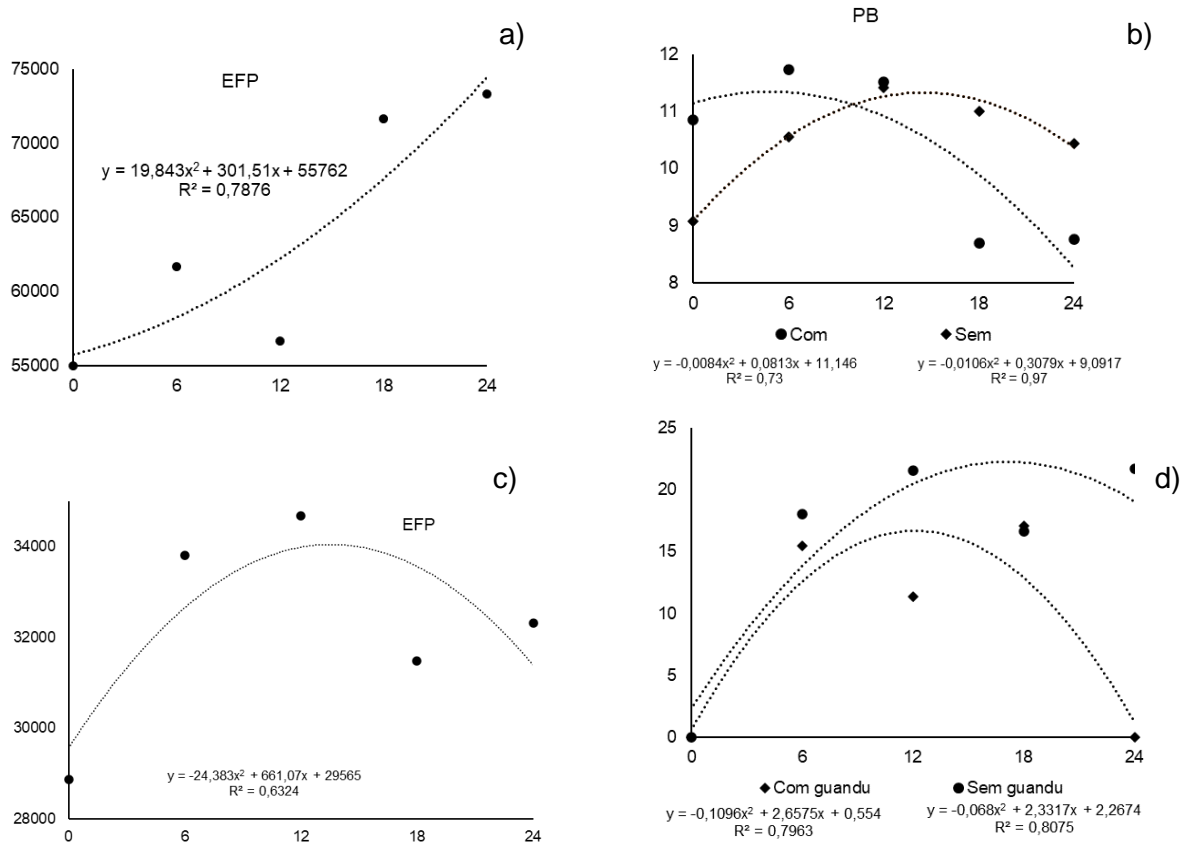 a)
EFP
75000
70000
65000
60000
55000
y = 19,843x² + 301,51x + 55762
R² = 0,7876
0 6 12 18 24
PB
b)
12
11
10
9
8
0 6 12 18 24
Com Sem
y = -0,0084x² + 0,0813x + 11,146
R² = 0,73
y = -0,0106x² + 0,3079x + 9,0917
R² = 0,97
c)
EFP
34000
32000
30000
28000
y = -24,383x² + 661,07x + 29565
R² = 0,6324
0 6 12 18 24
d)
25
20
15
10
5
0
0 6 12 18 24
Com guandu Sem guandu
y = -0,1096x² + 2,6575x + 0,554
R² = 0,7963
y = -0,068x² + 2,3317x + 2,2674
R² = 0,8075